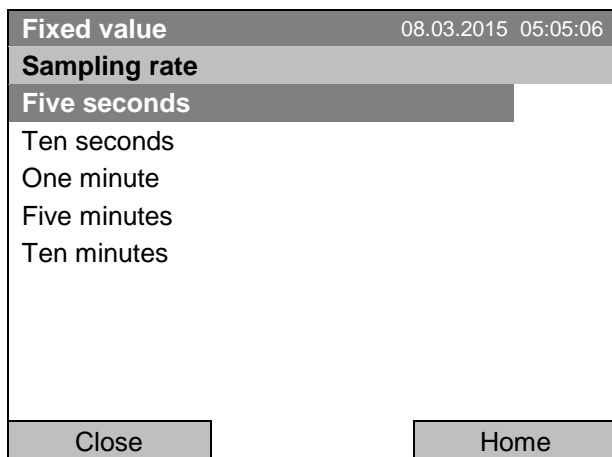 Fixed value 08.03.2015 05:05:06
Sampling rate
Five seconds
Ten seconds
One minute
Five minutes
Ten minutes
Close Home